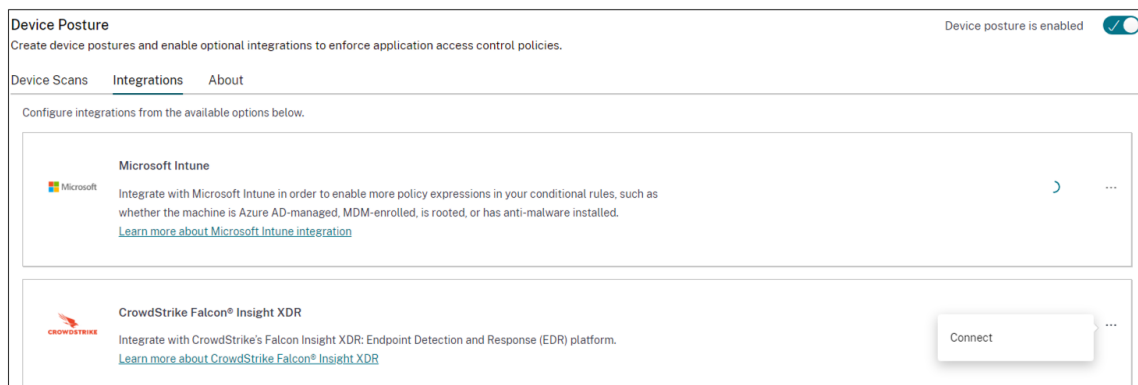 Device Posture
Device posture is enabled
Create device postures and enable optional integrations to enforce application access control policies.
Device Scans
Integrations
About
Configure integrations from the available options below.
Microsoft Intune
Microsoft
Integrate with Microsoft Intune in order to enable more policy expressions in your conditional rules, such as
whether the machine is Azure AD-managed, MDM-enrolled, is rooted, or has anti-malware installed.
Learn more about Microsoft Intune integration
CrowdStrike Falcon® Insight XDR
CROWDSTRIKE
Integrate with CrowdStrike's Falcon Insight XDR: Endpoint Detection and Response (EDR) platform.
Learn more about CrowdStrike Falcon® Insight XDR
Connect